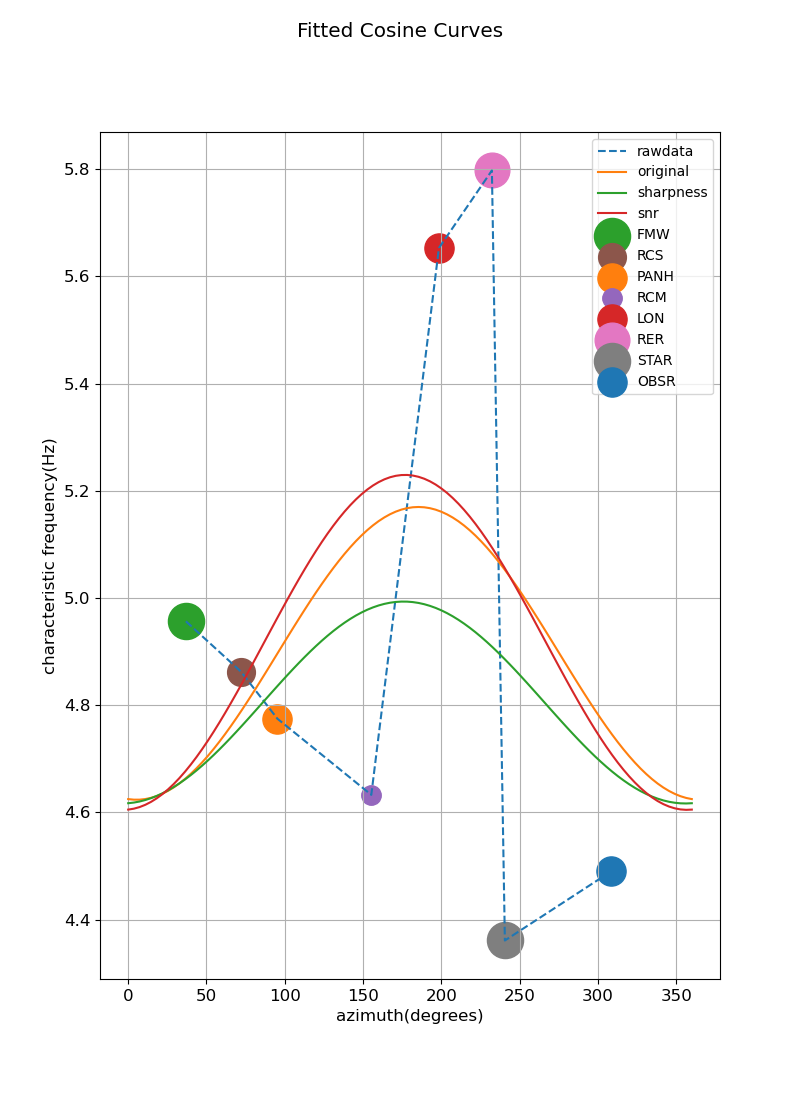 Fitted Cosine Curves
rawdata
original
sharpness
snr
FMW
RCS
PANH
RCM
LON
RER
STAR
OBSR
characteristic frequency(Hz)
5.8
5.6
5.4
5.2
5.0
4.8
4.6
4.4
0 50 100 150 200 250 300 350
azimuth(degrees)